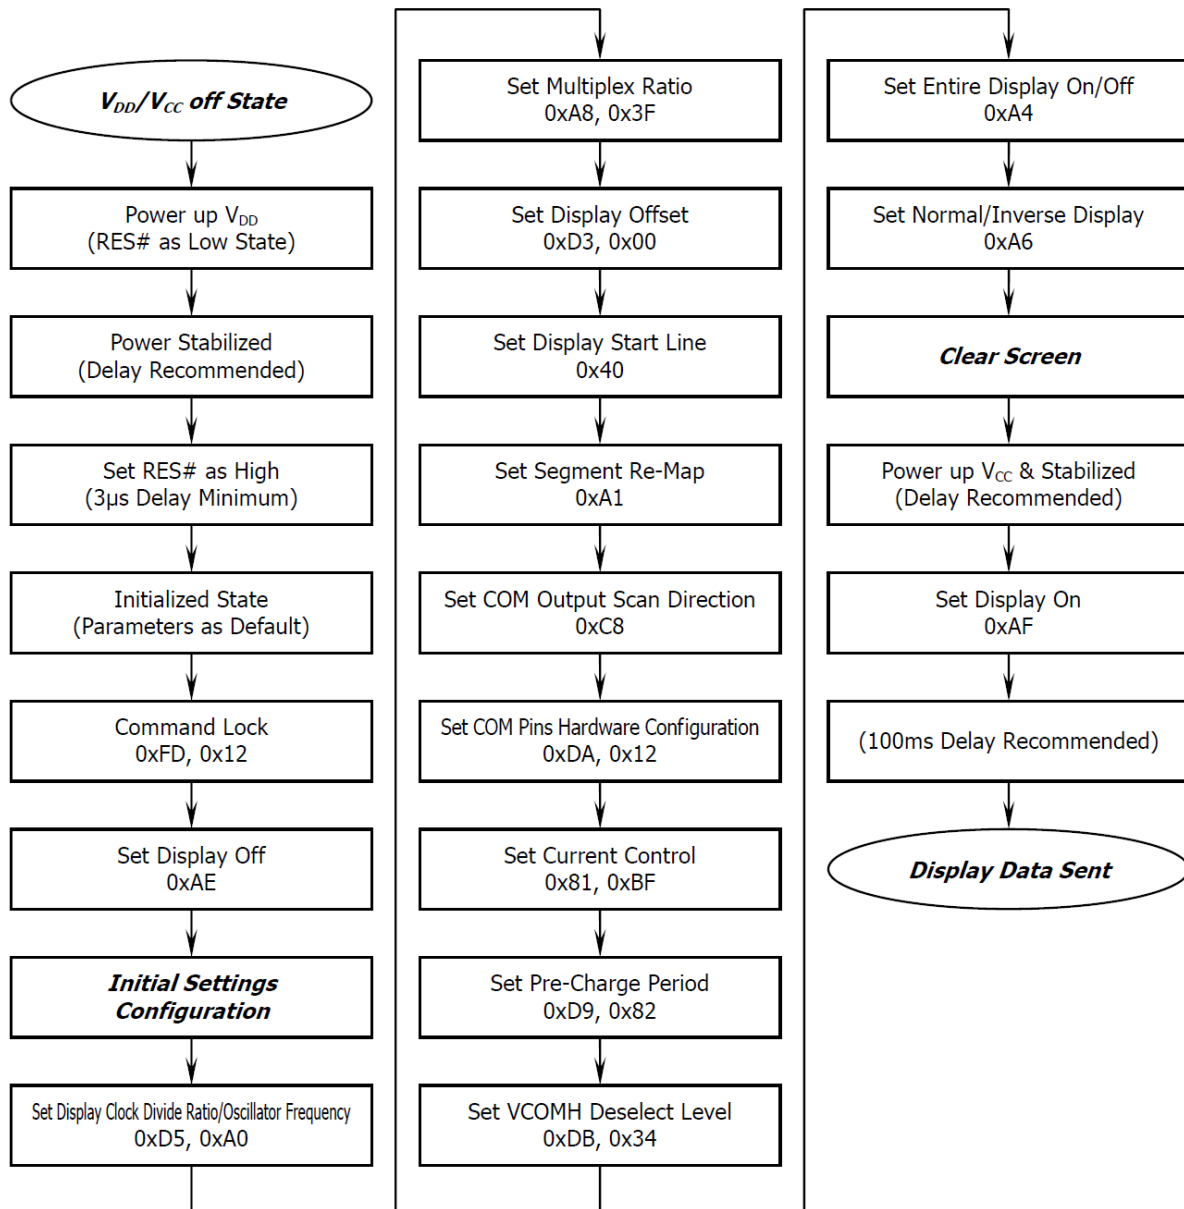 V_DD/V_CC off State
Power up V_DD
(RES# as Low State)
Power Stabilized
(Delay Recommended)
Set RES# as High
(3µs Delay Minimum)
Initialized State
(Parameters as Default)
Command Lock
0xFD, 0x12
Set Display Off
0xAE
Initial Settings
Configuration
Set Display Clock Divide Ratio/Oscillator Frequency
0xD5, 0xA0
Set Multiplex Ratio
0xA8, 0x3F
Set Display Offset
0xD3, 0x00
Set Display Start Line
0x40
Set Segment Re-Map
0xA1
Set COM Output Scan Direction
0xC8
Set COM Pins Hardware Configuration
0xDA, 0x12
Set Current Control
0x81, 0xBF
Set Pre-Charge Period
0xD9, 0x82
Set VCOMH Deselect Level
0xDB, 0x34
Set Entire Display On/Off
0xA4
Set Normal/Inverse Display
0xA6
Clear Screen
Power up V_CC & Stabilized
(Delay Recommended)
Set Display On
0xAF
(100ms Delay Recommended)
Display Data Sent